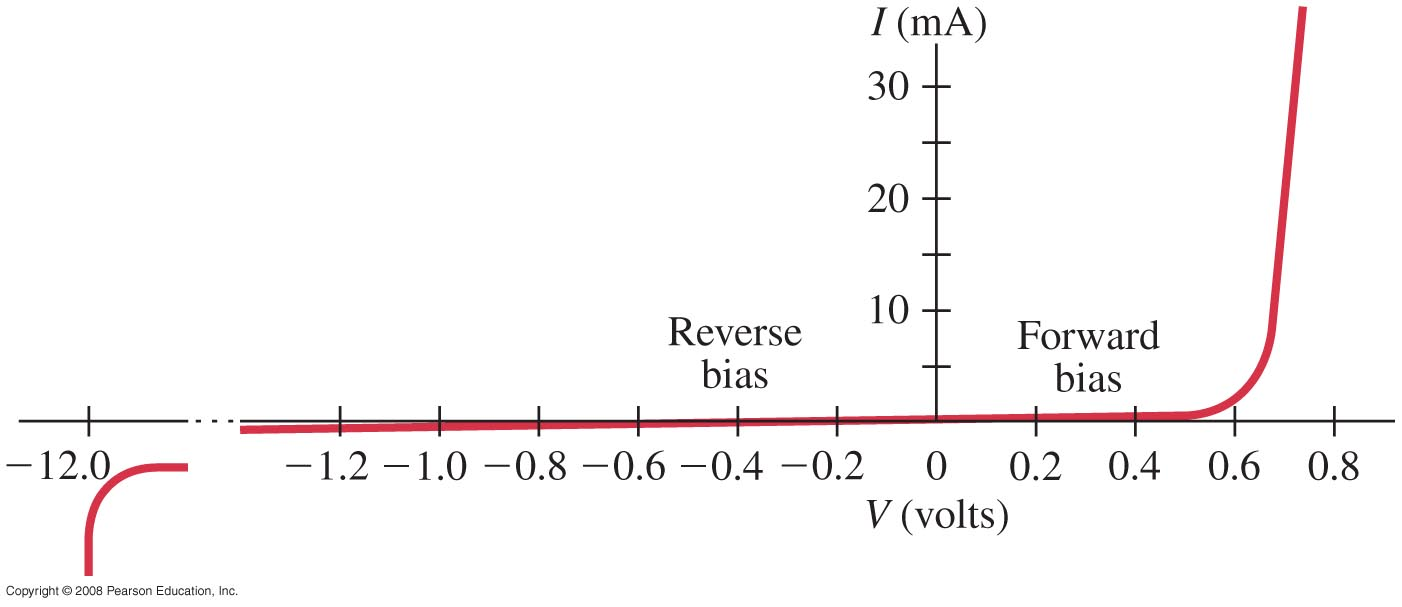 I (mA)
30
20
10
Reverse
bias
Forward
bias
−12.0
−1.2 −1.0 −0.8 −0.6 −0.4 −0.2 0 0.2 0.4 0.6 0.8
V (volts)
Copyright © 2008 Pearson Education, Inc.